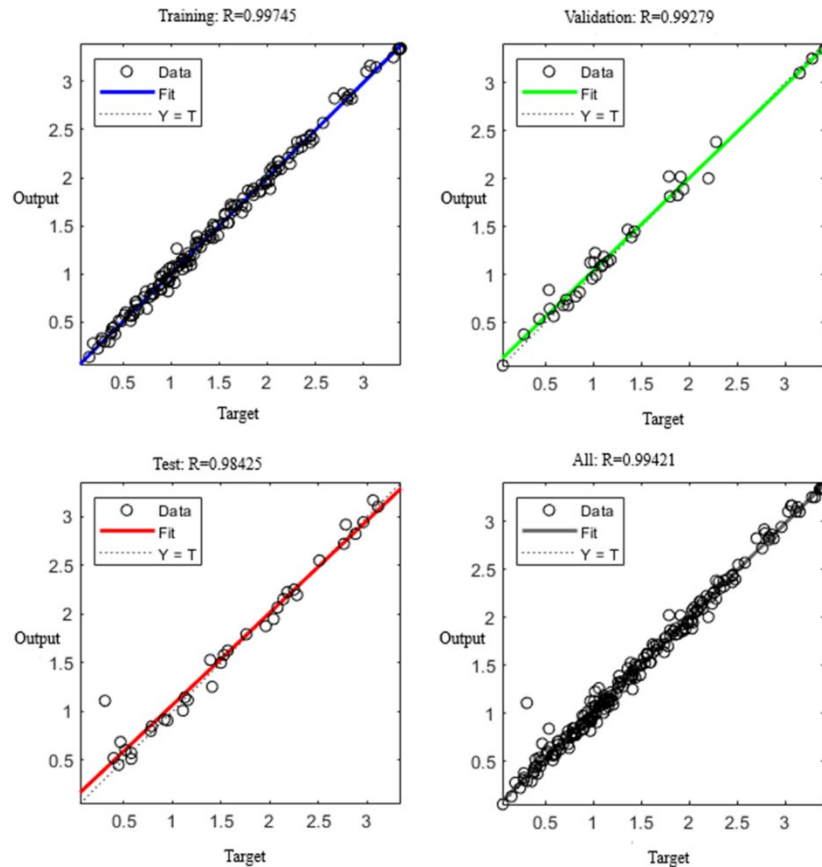 Training: R=0.99745
Data
Fit
Y = T
3
2.5
2
1.5
1
0.5
Output
0.5 1 1.5 2 2.5 3
Target
Validation: R=0.99279
Data
Fit
Y = T
3
2.5
2
1.5
1
0.5
Output
0.5 1 1.5 2 2.5 3
Target
Test: R=0.98425
Data
Fit
Y = T
3
2.5
2
1.5
1
0.5
Output
0.5 1 1.5 2 2.5 3
Target
All: R=0.99421
Data
Fit
Y = T
3
2.5
2
1.5
1
0.5
Output
0.5 1 1.5 2 2.5 3
Target